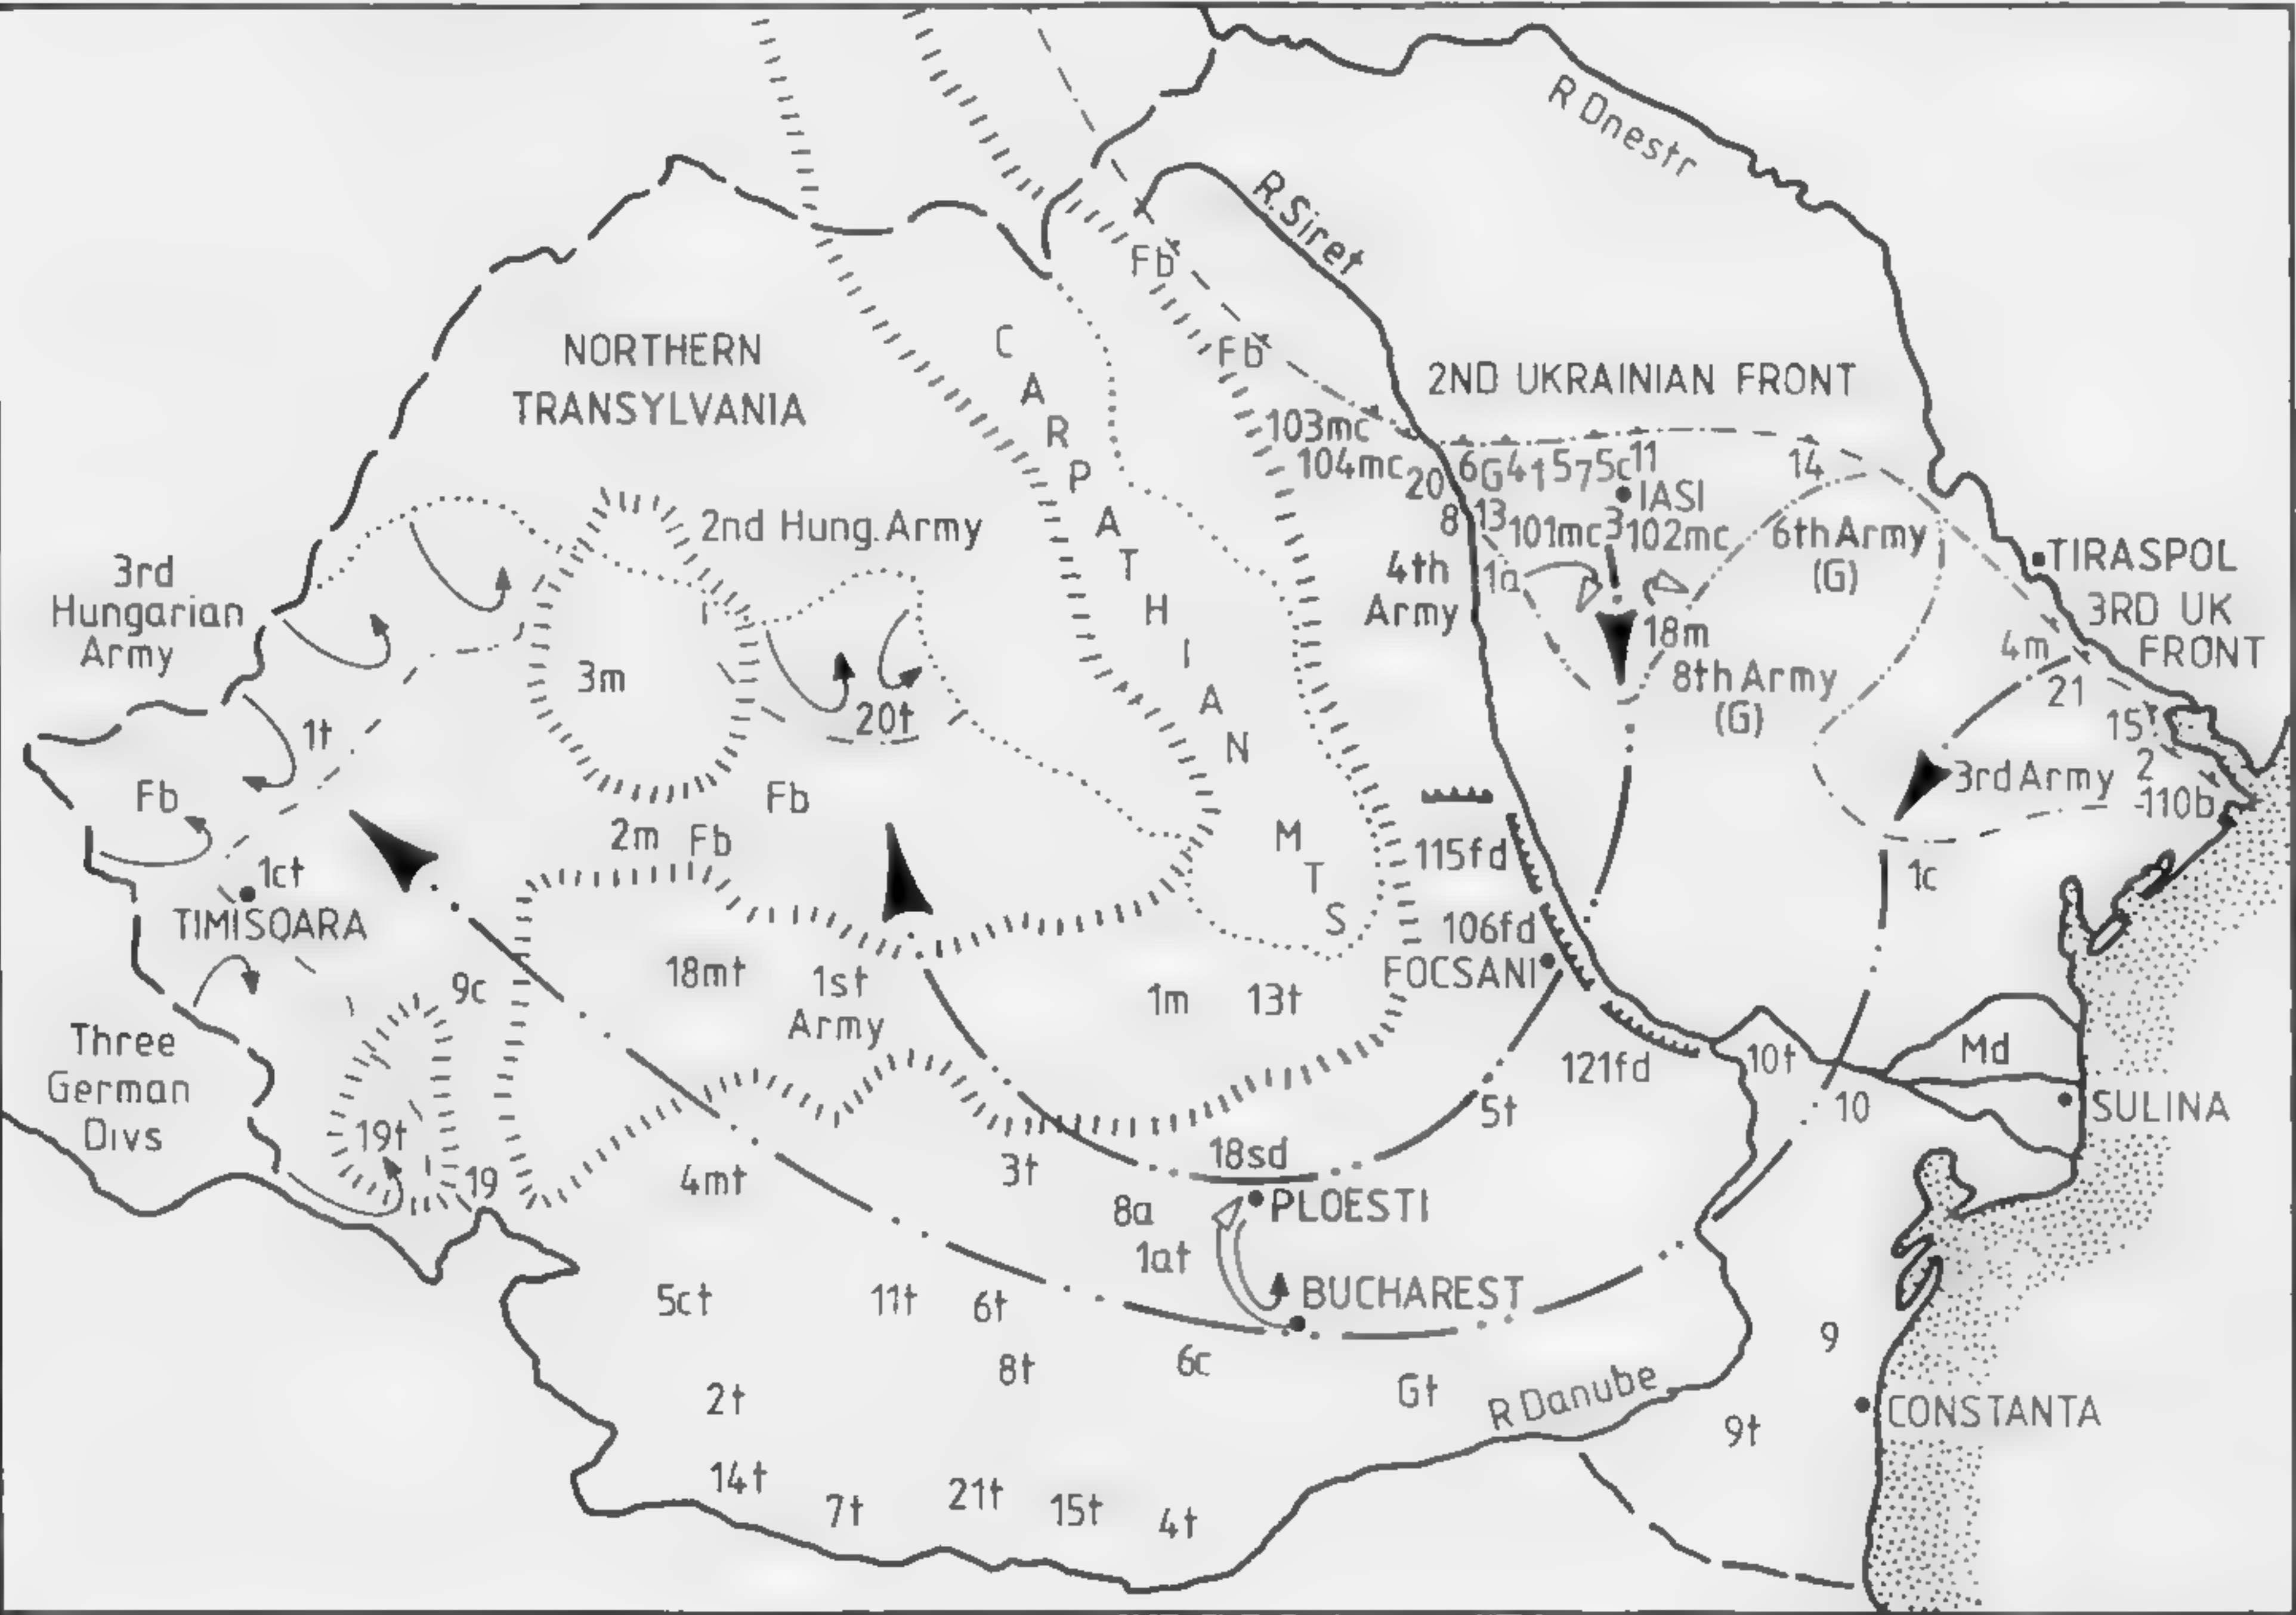 R Dnestr
R. Siret
Fb
Fb
NORTHERN
TRANSYLVANIA
CARPATHIAN
MTS
2ND UKRAINIAN FRONT
103mc
104mc
20
6G
4
1
5
7
5c
11
14
IASI
8
13
101mc
3
102mc
6th Army
(G)
TIRASPOL
3RD UK
FRONT
4th
Army
1a
18m
8th Army
(G)
4m
21
15
2
110b
3rd Army
1c
2nd Hung. Army
3rd
Hungarian
Army
3m
20t
1t
Fb
Fb
2m
Fb
1ct
TIMISOARA
115fd
106fd
FOCSANI
121fd
9c
18mt
1st
Army
1m
13t
Three
German
Divs
19t
19
10t
Md
10
SULINA
5t
18sd
4mt
3t
8a
PLOESTI
1at
BUCHAREST
5ct
11t
6t
8t
6c
Gt
R Danube
9
CONSTANTA
9t
2t
14t
7t
21t
15t
4t